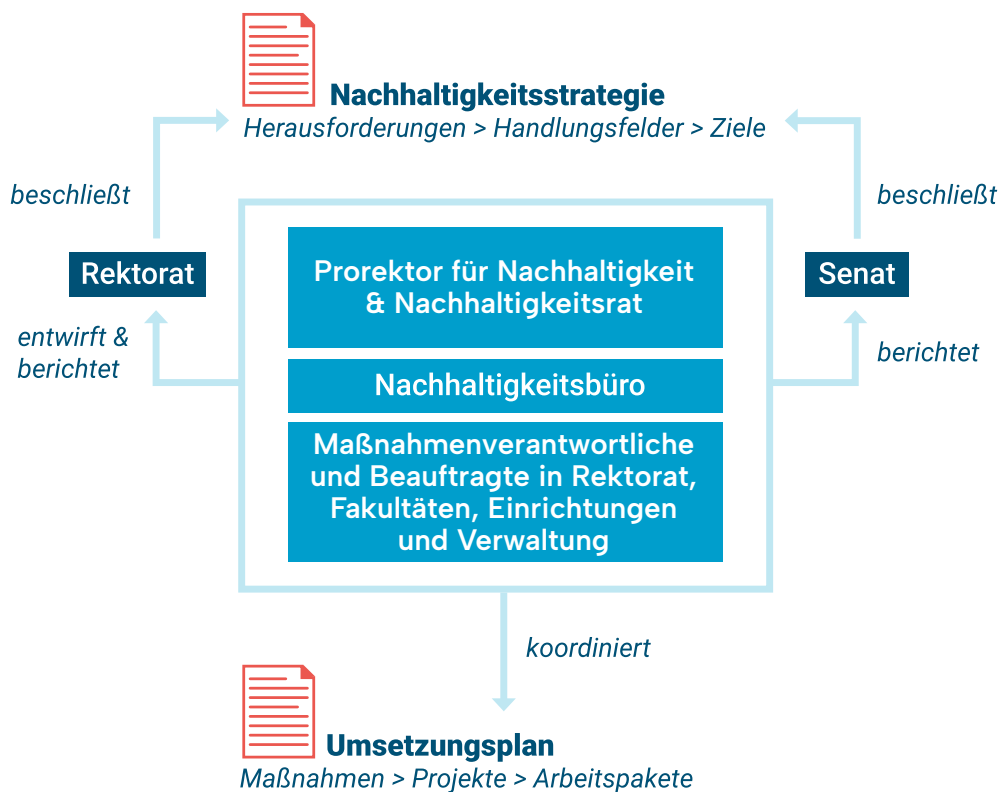 Nachhaltigkeitsstrategie
Herausforderungen > Handlungsfelder > Ziele
beschließt
beschließt
Rektorat
Senat
Prorektor für Nachhaltigkeit
& Nachhaltigkeitsrat
entwirft &
berichtet
berichtet
Nachhaltigkeitsbüro
Maßnahmenverantwortliche
und Beauftragte in Rektorat,
Fakultäten, Einrichtungen
und Verwaltung
koordiniert
Umsetzungsplan
Maßnahmen > Projekte > Arbeitspakete